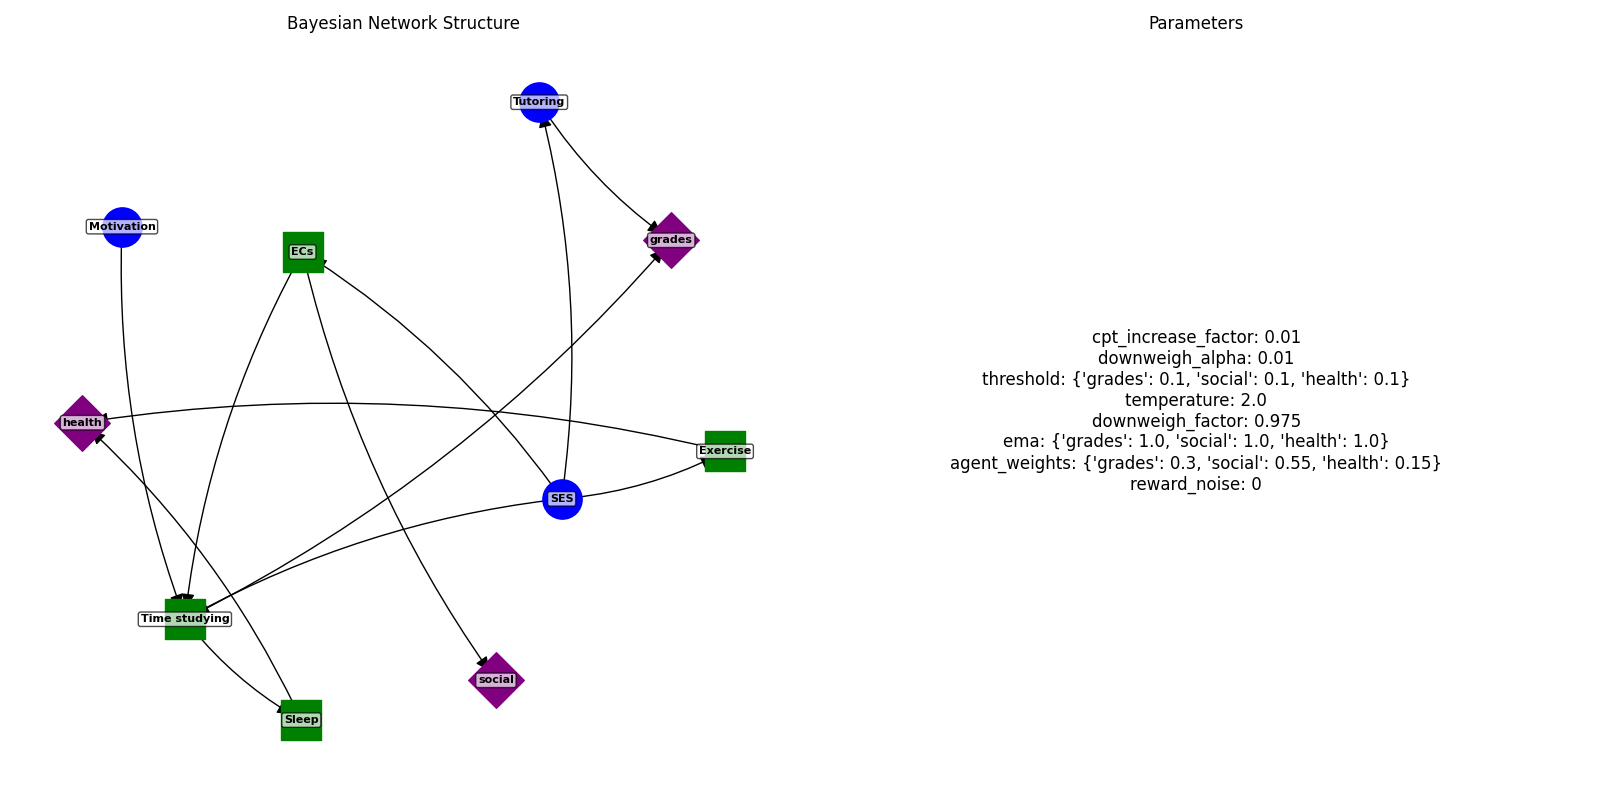 Bayesian Network Structure
Parameters
Tutoring
Motivation
grades
ECs
health
Exercise
SES
Time studying
social
Sleep
cpt_increase_factor: 0.01
downweigh_alpha: 0.01
threshold: {'grades': 0.1, 'social': 0.1, 'health': 0.1}
temperature: 2.0
downweigh_factor: 0.975
ema: {'grades': 1.0, 'social': 1.0, 'health': 1.0}
agent_weights: {'grades': 0.3, 'social': 0.55, 'health': 0.15}
reward_noise: 0